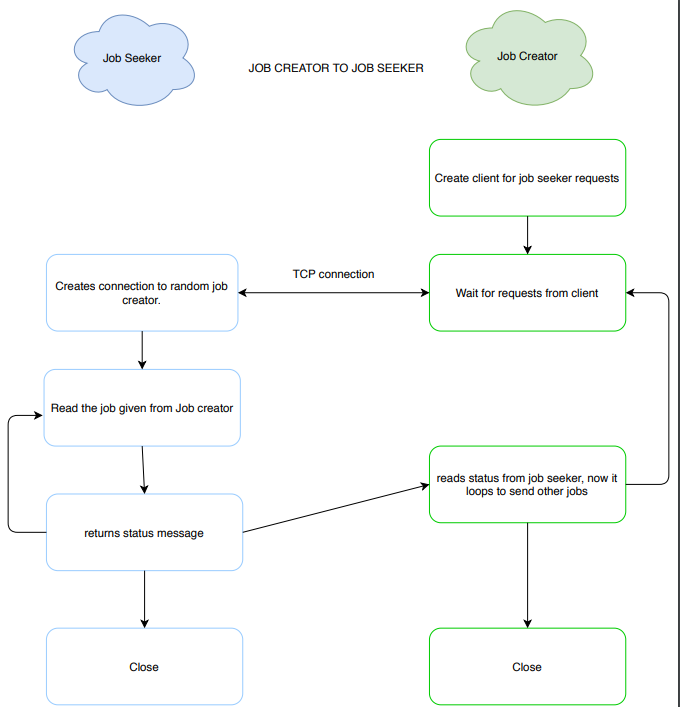 Job Seeker
JOB CREATOR TO JOB SEEKER
Job Creator
Create client for job seeker requests
Creates connection to random job
creator.
TCP connection
Wait for requests from client
Read the job given from Job creator
reads status from job seeker, now it
loops to send other jobs
returns status message
Close
Close